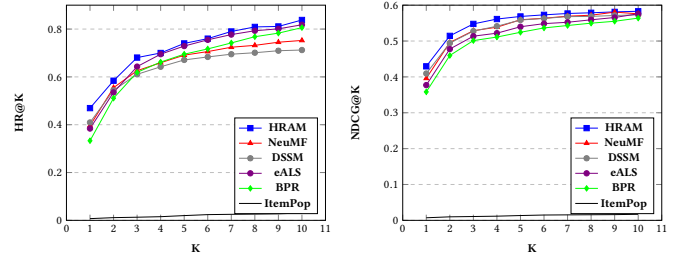 HR@K
0.8
0.6
0.4
0.2
0
0 1 2 3 4 5 6 7 8 9 10 11
K
HRAM
NeuMF
DSSM
eALS
BPR
ItemPop
NDCG@K
0.6
0.5
0.4
0.3
0.2
0.1
0
0 1 2 3 4 5 6 7 8 9 10 11
K
HRAM
NeuMF
DSSM
eALS
BPR
ItemPop